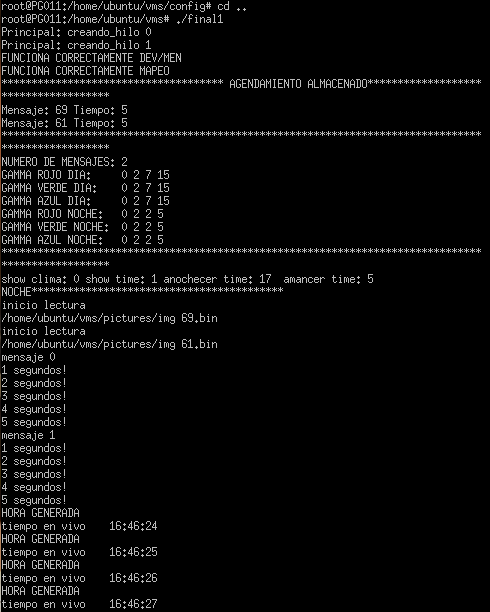 root@PG011:/home/ubuntu/vms/config# cd ..
root@PG011:/home/ubuntu/vms# ./final1
Principal: creando_hilo 0
Principal: creando_hilo 1
FUNCIONA CORRECTAMENTE DEV/MEN
FUNCIONA CORRECTAMENTE MAPEO
************************************* AGENDAMIENTO ALMACENADO*******************
******************
Mensaje: 69 Tiempo: 5
Mensaje: 61 Tiempo: 5
********************************************************************************
******************
NUMERO DE MENSAJES: 2
GAMMA ROJO DIA:     0 2 7 15
GAMMA VERDE DIA:    0 2 7 15
GAMMA AZUL DIA:     0 2 7 15
GAMMA ROJO NOCHE:   0 2 2 5
GAMMA VERDE NOCHE:  0 2 2 5
GAMMA AZUL NOCHE:   0 2 2 5
********************************************************************************
******************
show clima: 0 show time: 1 anochecer time: 17  amancer time: 5
NOCHE******************************************
inicio lectura
/home/ubuntu/vms/pictures/img 69.bin
inicio lectura
/home/ubuntu/vms/pictures/img 61.bin
mensaje 0
1 segundos!
2 segundos!
3 segundos!
4 segundos!
5 segundos!
mensaje 1
1 segundos!
2 segundos!
3 segundos!
4 segundos!
5 segundos!
HORA GENERADA
tiempo en vivo    16:46:24
HORA GENERADA
tiempo en vivo    16:46:25
HORA GENERADA
tiempo en vivo    16:46:26
HORA GENERADA
tiempo en vivo    16:46:27